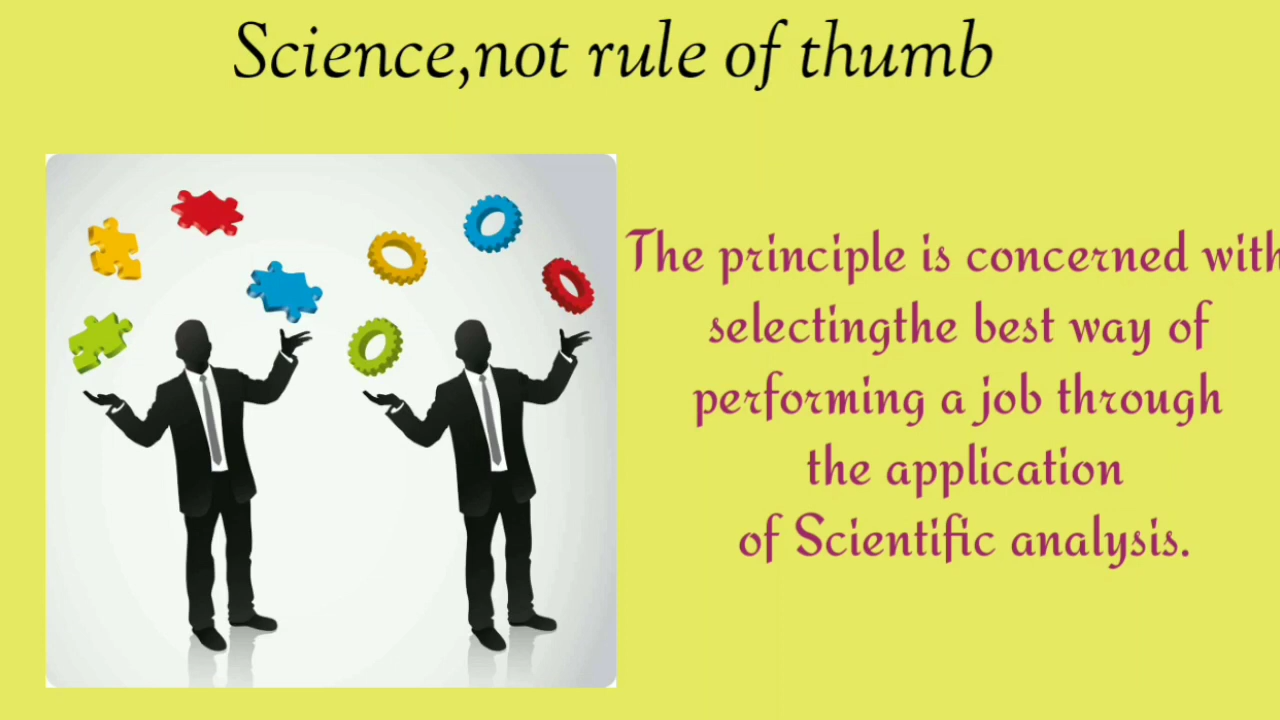 Science,not rule of thumb
The principle is concerned with
selectingthe best way of
performing a job through
the application
of Scientific analysis.